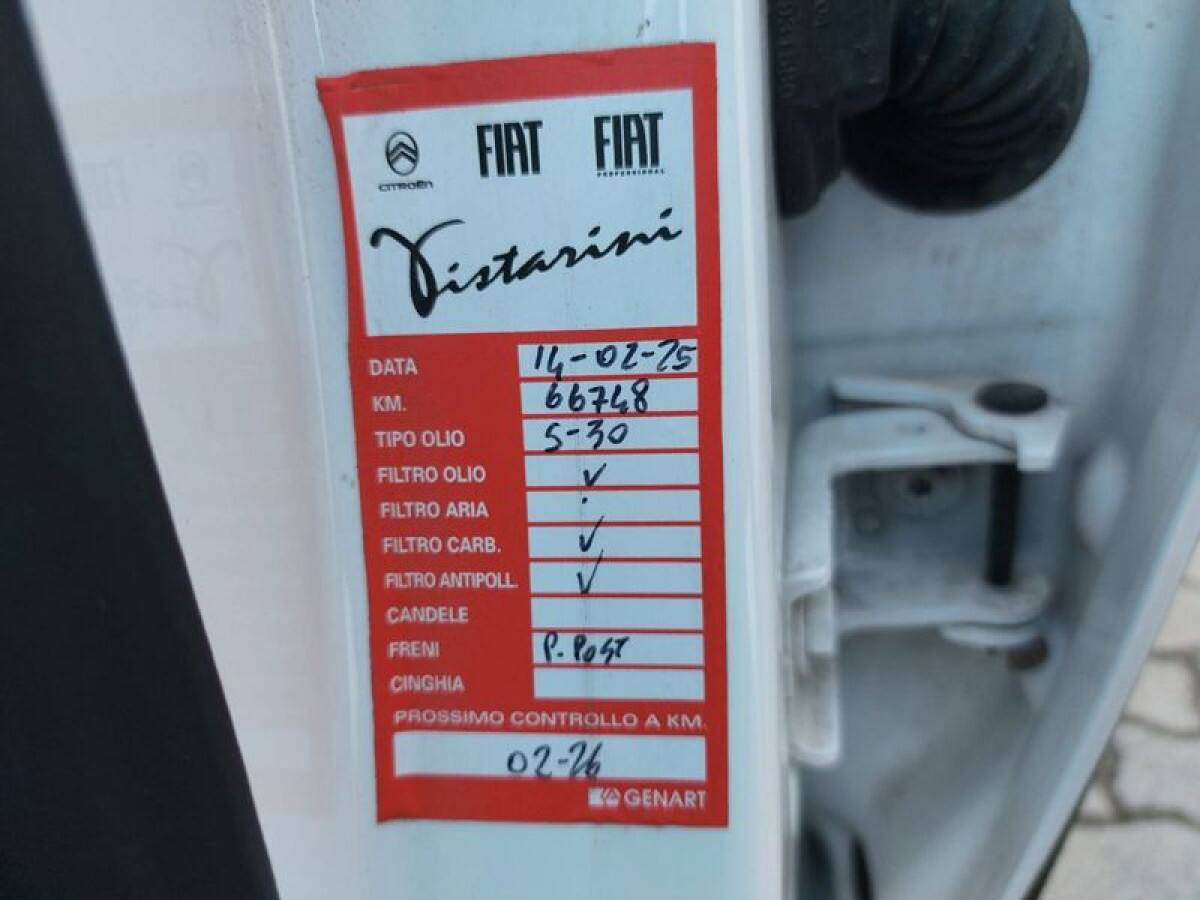 CITROËN FIAT FIAT
PROFESSIONAL
Vistarini
DATA 14-02-25
KM. 66748
TIPO OLIO 5-30
FILTRO OLIO ✓
FILTRO ARIA
FILTRO CARB. ✓
FILTRO ANTIPOLL. ✓
CANDELE
FRENI P. POST
CINGHIA
PROSSIMO CONTROLLO A KM.
02-26
GENART